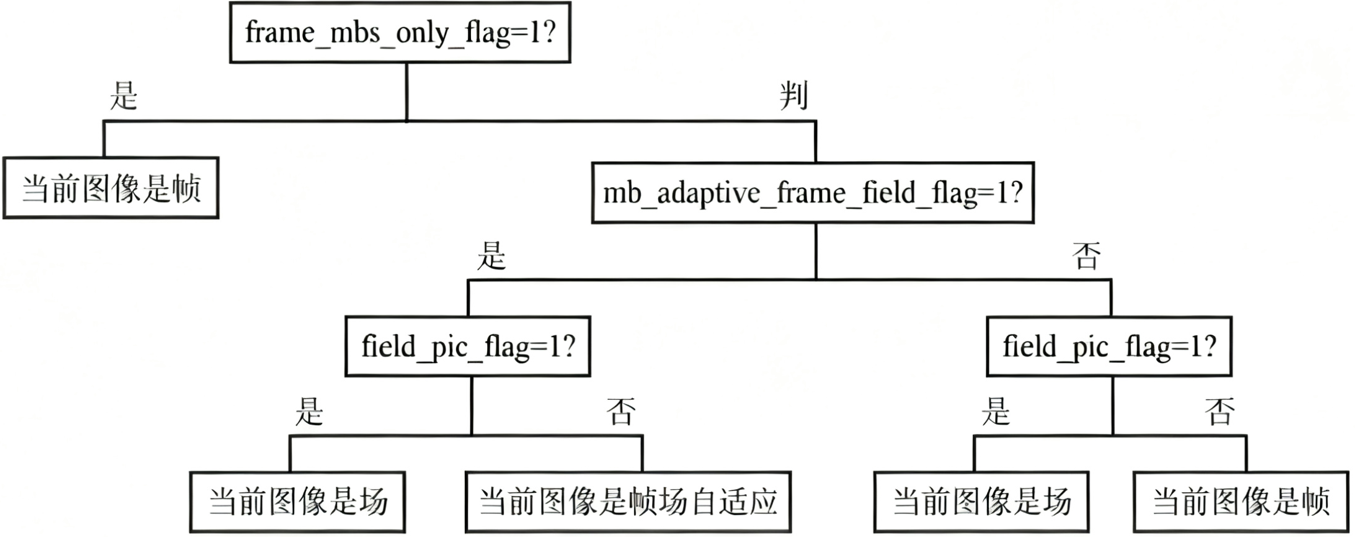 frame_mbs_only_flag=1?
是
判
当前图像是帧
mb_adaptive_frame_field_flag=1?
是
否
field_pic_flag=1?
field_pic_flag=1?
是
否
是
否
当前图像是场
当前图像是帧场自适应
当前图像是场
当前图像是帧